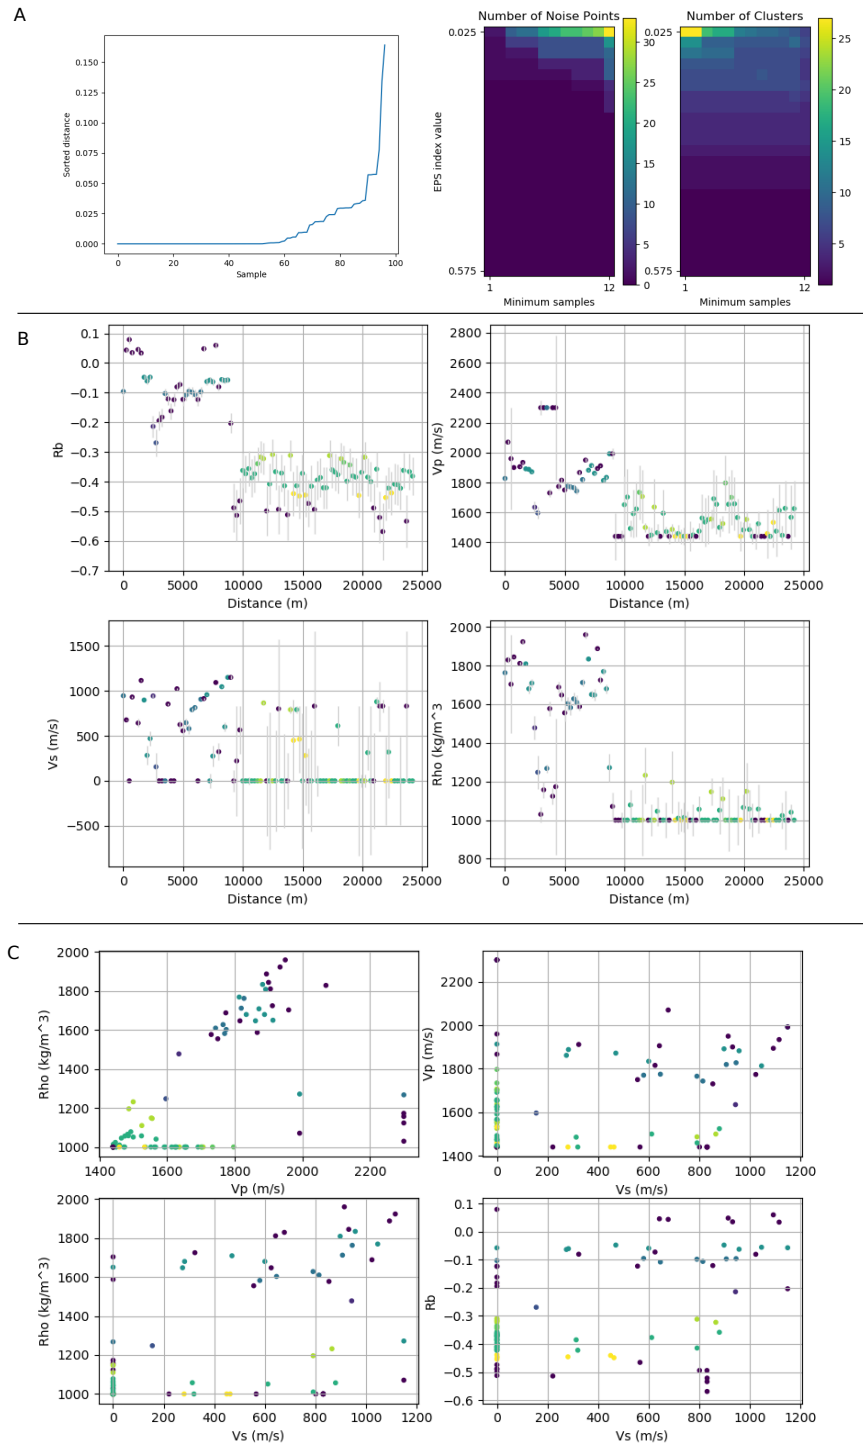 A
Number of Noise Points
Number of Clusters
0.150
0.125
0.100
0.075
0.050
0.025
0.000
Sorted distance
0 20 40 60 80 100
Sample
0.025
0.575
EPS index value
1 12
Minimum samples
30
25
20
15
10
5
0
0.025
0.575
1 12
Minimum samples
25
20
15
10
5
B
0.1
0.0
−0.1
−0.2
−0.3
−0.4
−0.5
−0.6
−0.7
Rb
0 5000 10000 15000 20000 25000
Distance (m)
2800
2600
2400
2200
2000
1800
1600
1400
Vp (m/s)
0 5000 10000 15000 20000 25000
Distance (m)
1500
1000
500
0
−500
Vs (m/s)
0 5000 10000 15000 20000 25000
Distance (m)
2000
1800
1600
1400
1200
1000
800
Rho (kg/m^3
0 5000 10000 15000 20000 25000
Distance (m)
C
2000
1800
1600
1400
1200
1000
Rho (kg/m^3)
1400 1600 1800 2000 2200
Vp (m/s)
2200
2000
1800
1600
1400
Vp (m/s)
0 200 400 600 800 1000 1200
Vs (m/s)
2000
1800
1600
1400
1200
1000
Rho (kg/m^3)
0 200 400 600 800 1000 1200
Vs (m/s)
0.1
0.0
−0.1
−0.2
−0.3
−0.4
−0.5
−0.6
Rb
0 200 400 600 800 1000 1200
Vs (m/s)